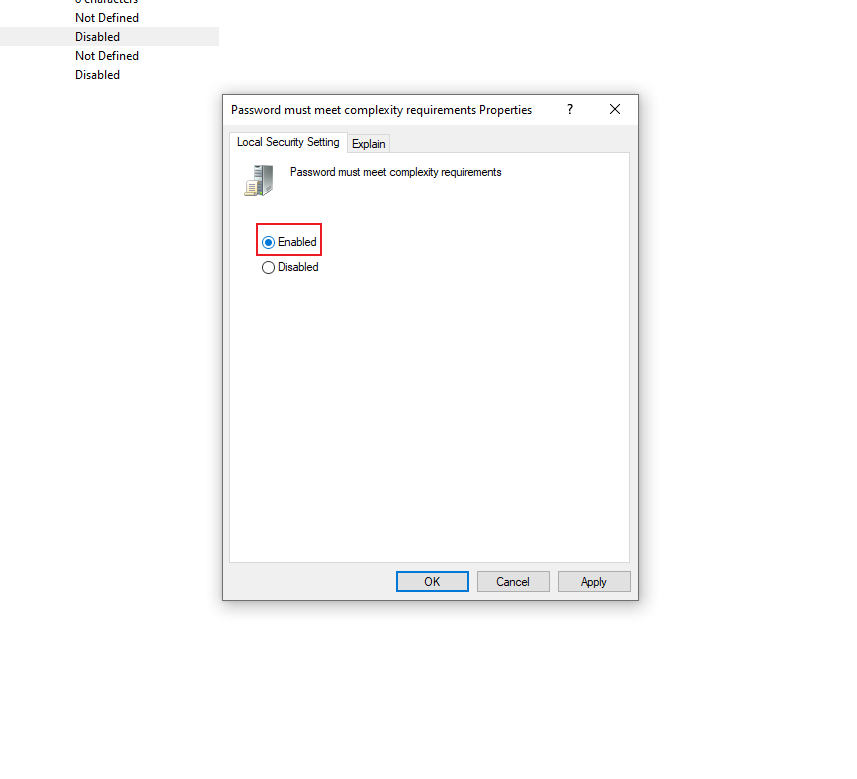 characters
Not Defined
Disabled
Not Defined
Disabled
Password must meet complexity requirements Properties
?
Local Security Setting
Explain
Password must meet complexity requirements
Enabled
Disabled
OK
Cancel
Apply